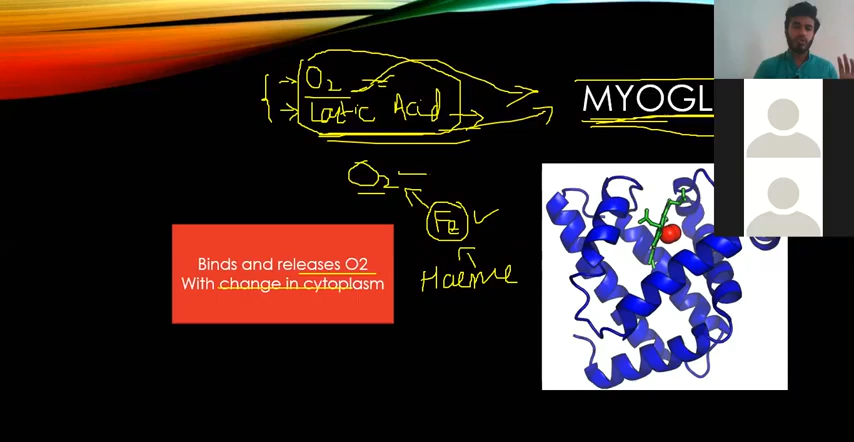 O2
Lactic Acid
MYOGL
O2
Fe
Haeme
Binds and releases O2
With change in cytoplasm